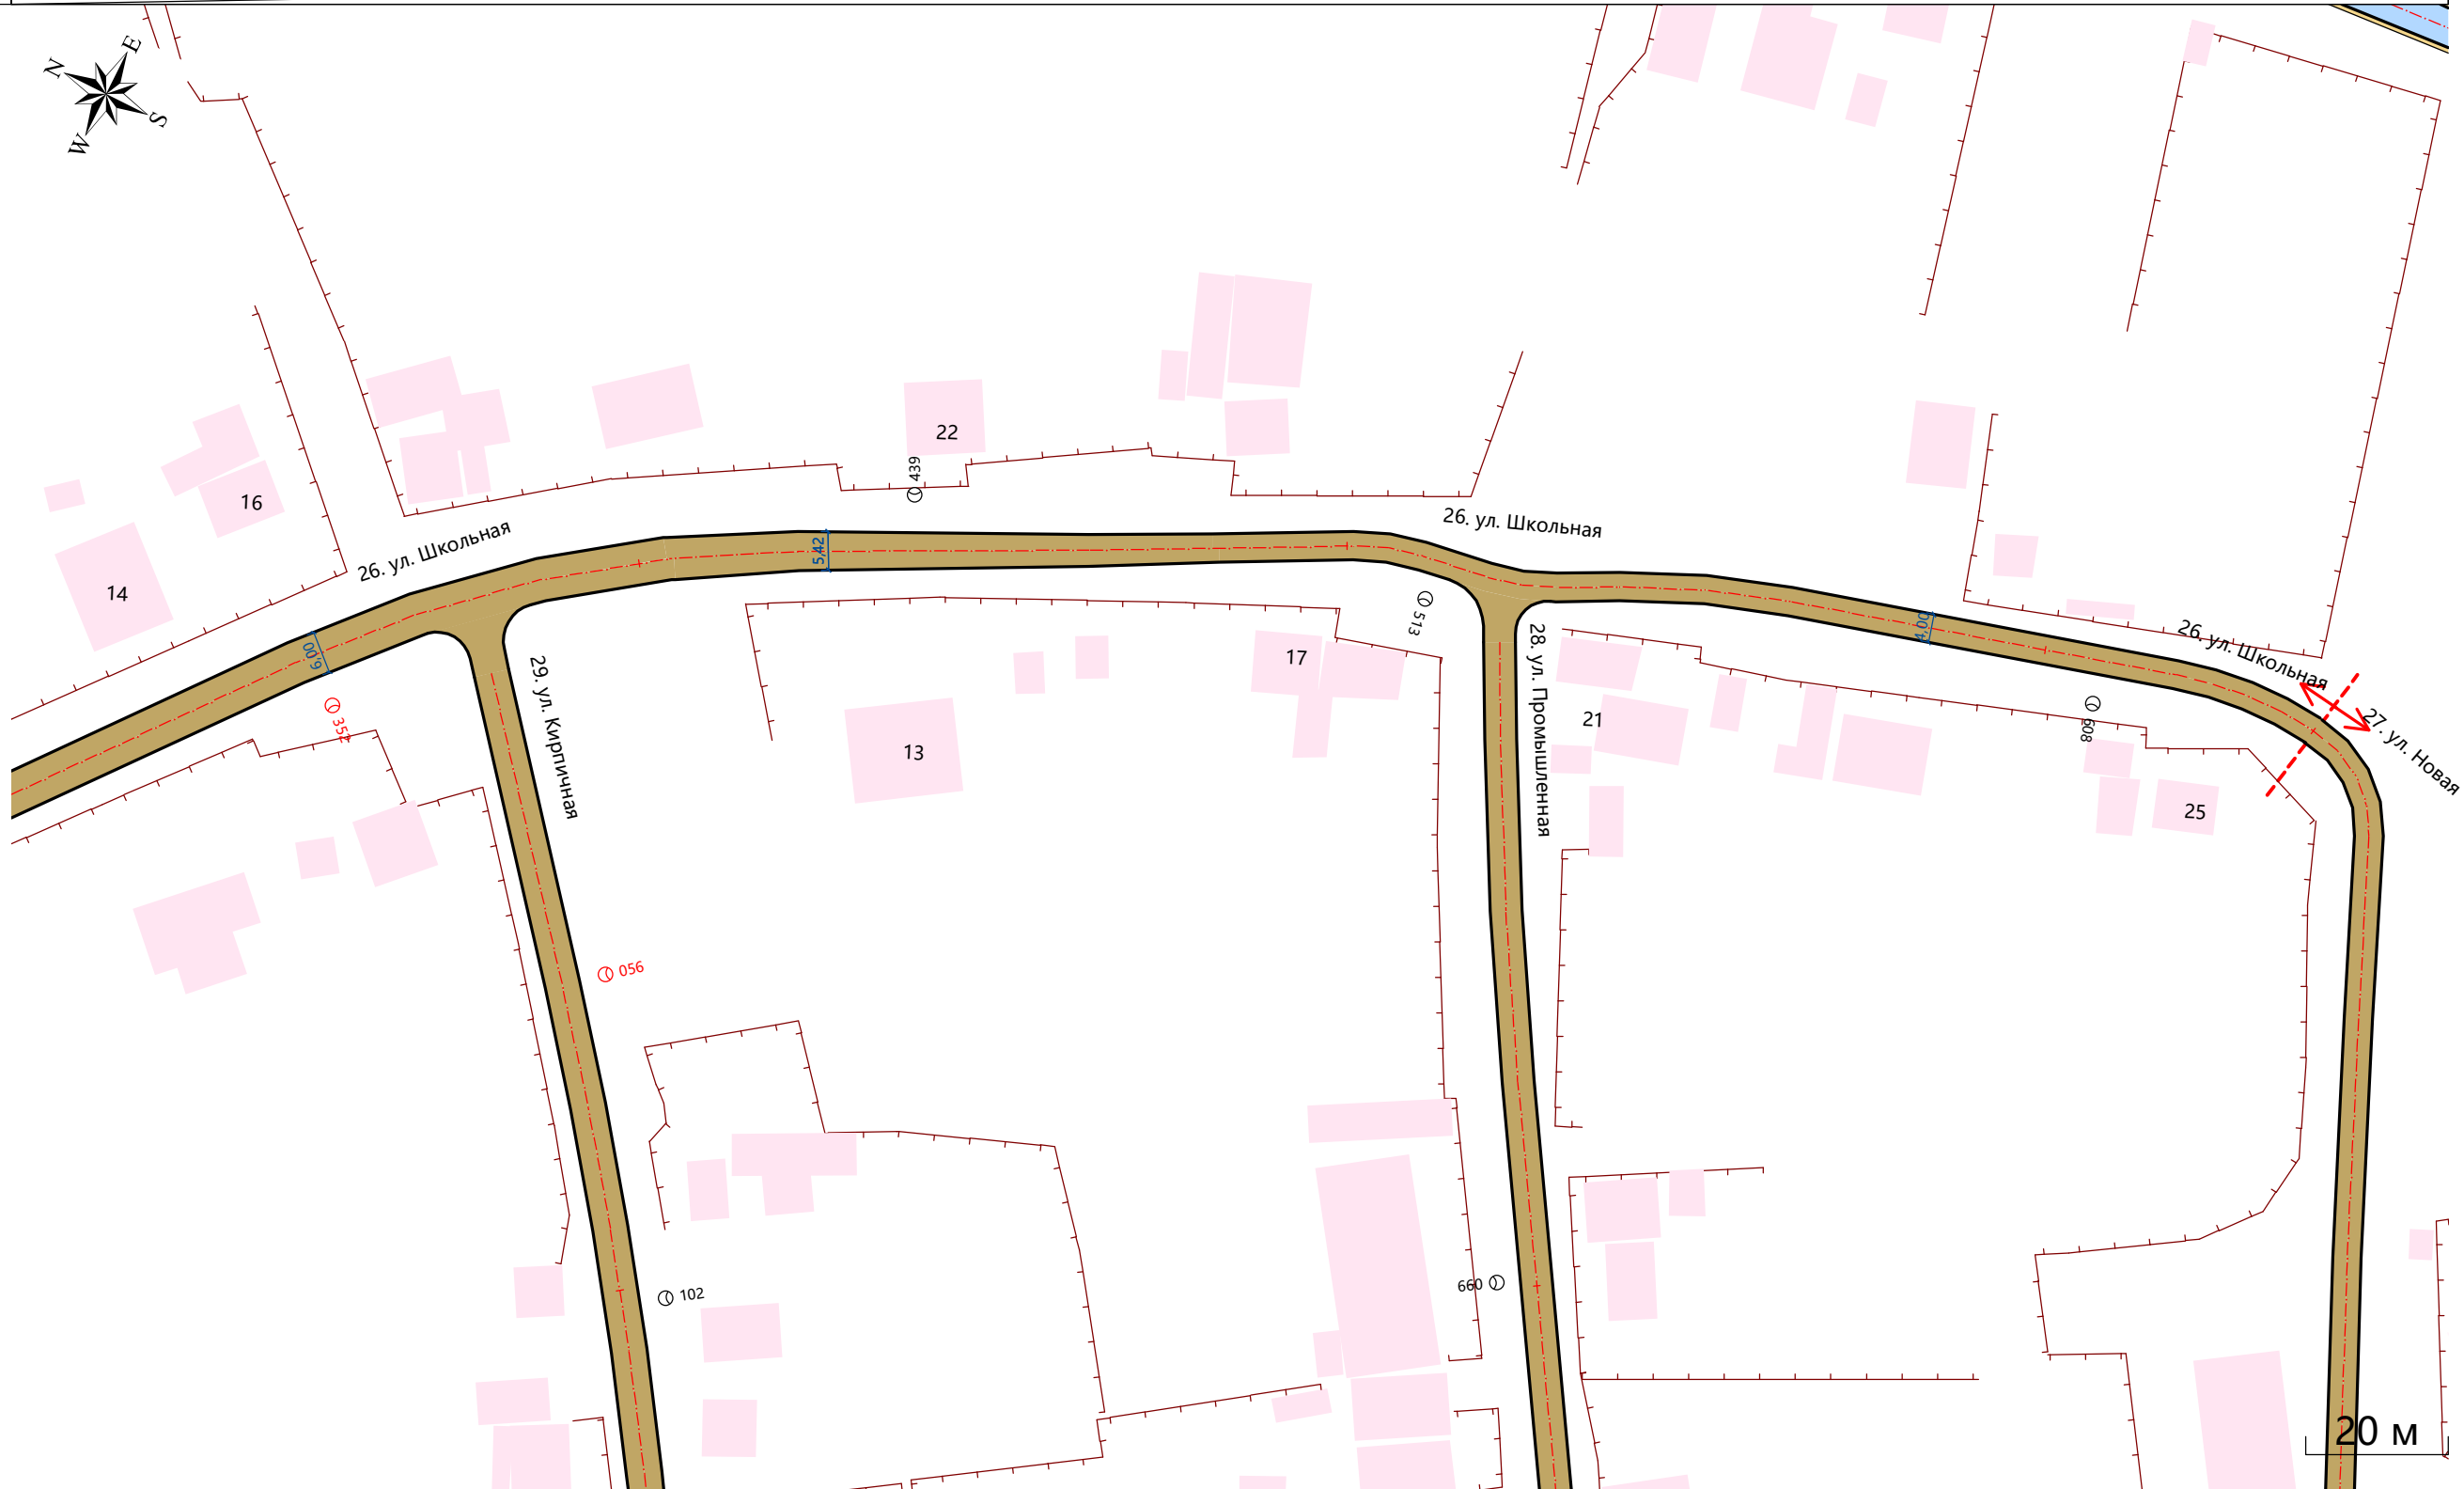 E
N
S
W
22
439
16
26. ул. Школьная
26. ул. Школьная
14
5,42
6,00
4,00
513
17
26. ул. Школьная
352
13
29. ул. Кирпичная
28. ул. Промышленная
21
608
27. ул. Новая
25
056
102
660
20 м